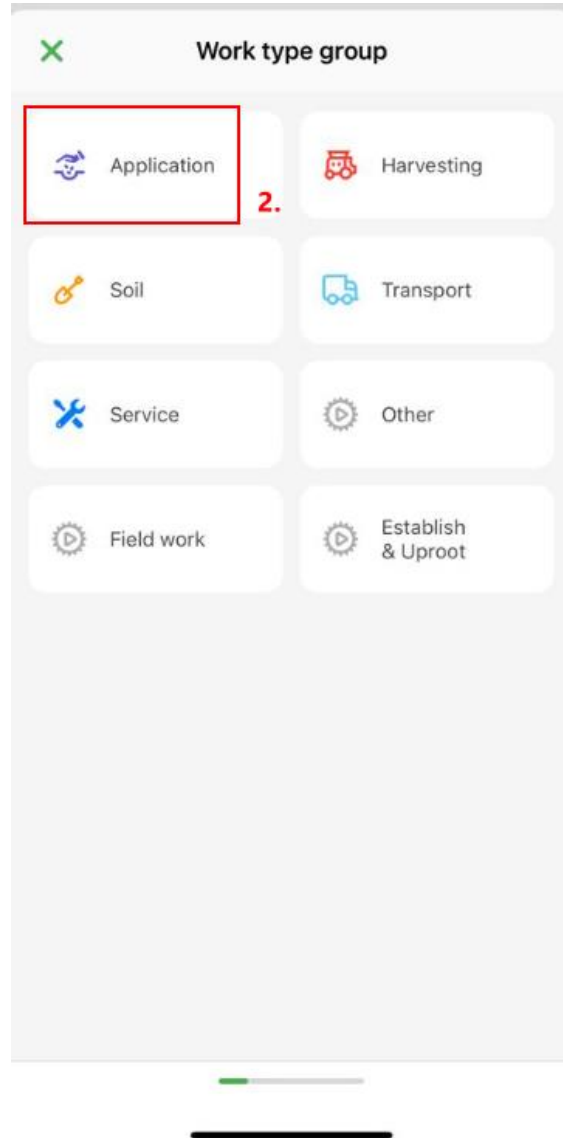 Work type group
Application
Harvesting
2.
Soil
Transport
Service
Other
Field work
Establish
& Uproot